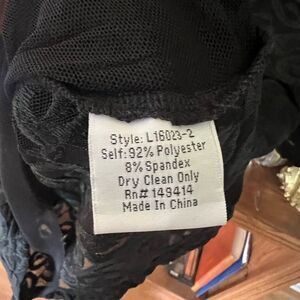 Style: L16023-2
Self: 92% Polyester
8% Spandex
Dry Clean Only
Rn# 149414
Made In China